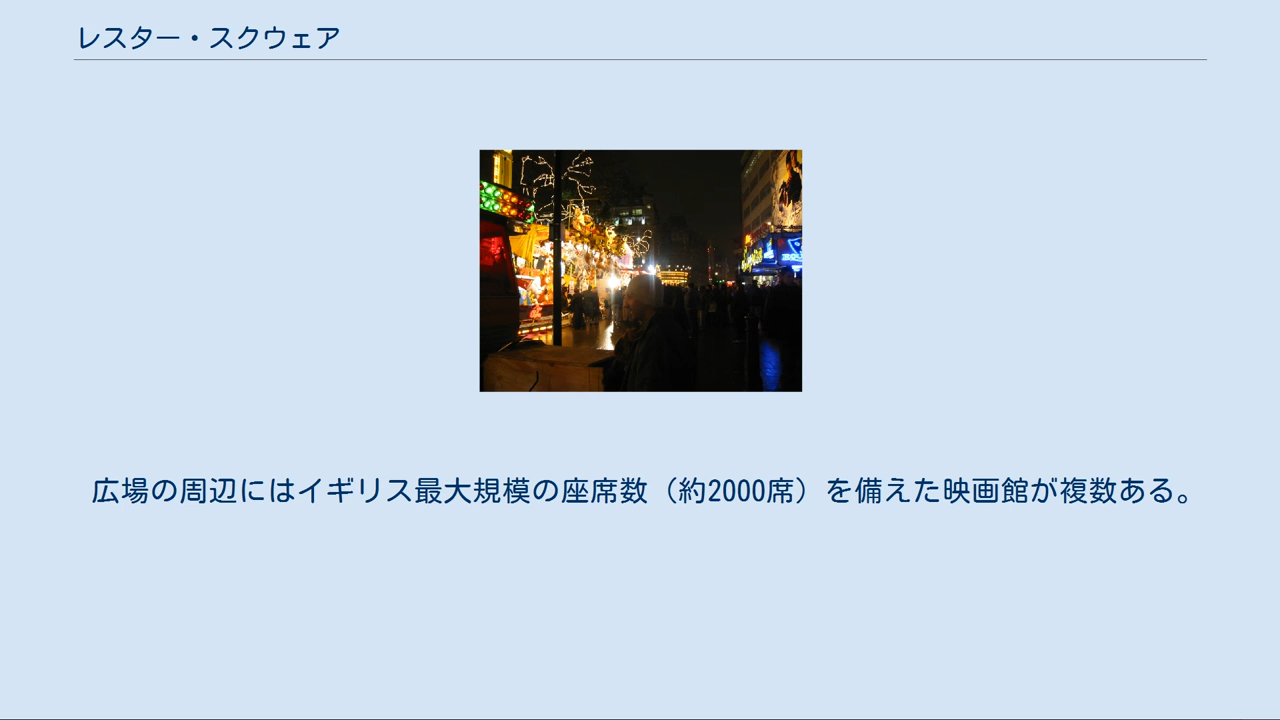 レスター・スクウェア
広場の周辺にはイギリス最大規模の座席数（約2000席）を備えた映画館が複数ある。